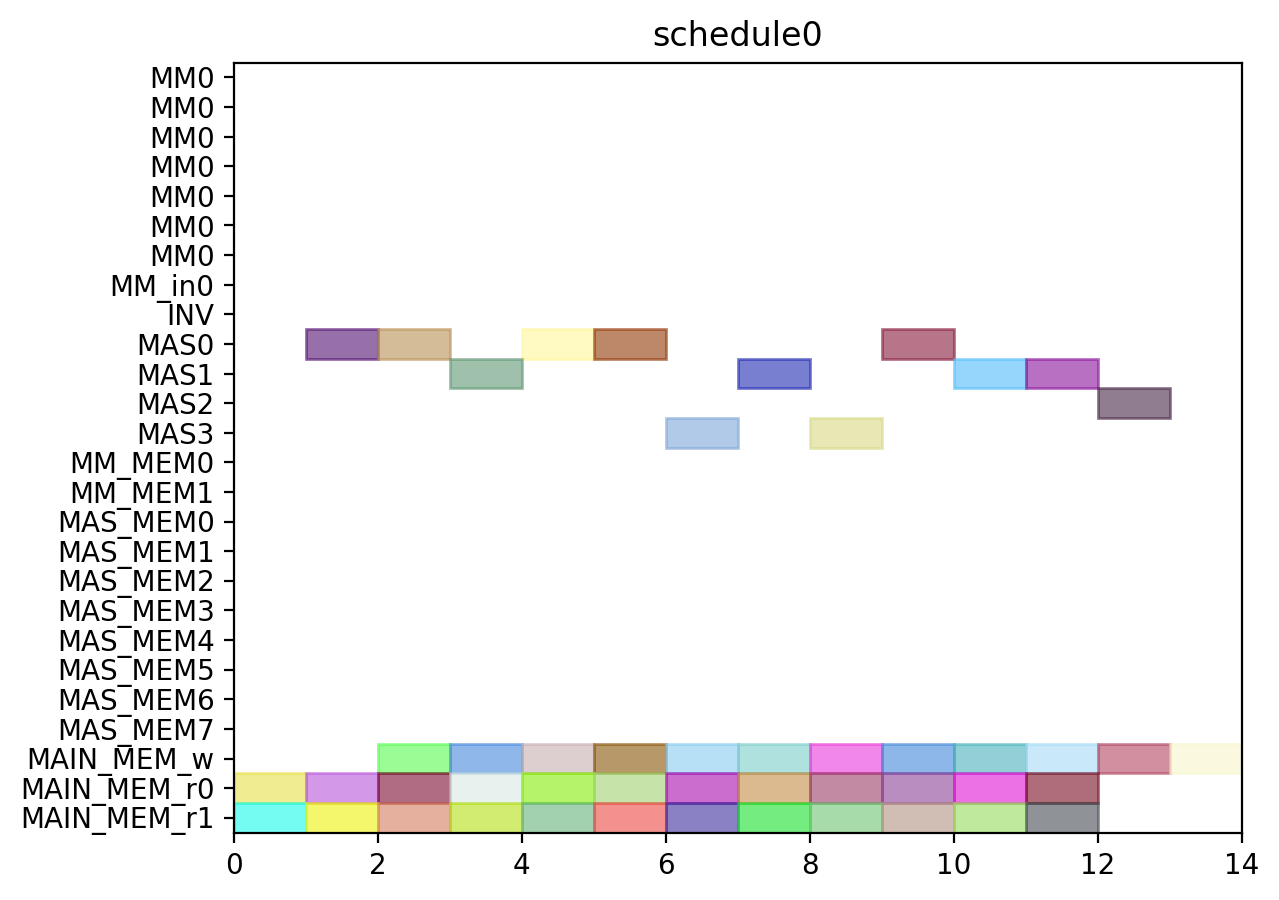 schedule0
MM0
MM0
MM0
MM0
MM0
MM0
MM0
MM_in0
INV
MAS0
MAS1
MAS2
MAS3
MM_MEM0
MM_MEM1
MAS_MEM0
MAS_MEM1
MAS_MEM2
MAS_MEM3
MAS_MEM4
MAS_MEM5
MAS_MEM6
MAS_MEM7
MAIN_MEM_w
MAIN_MEM_r0
MAIN_MEM_r1
0 2 4 6 8 10 12 14